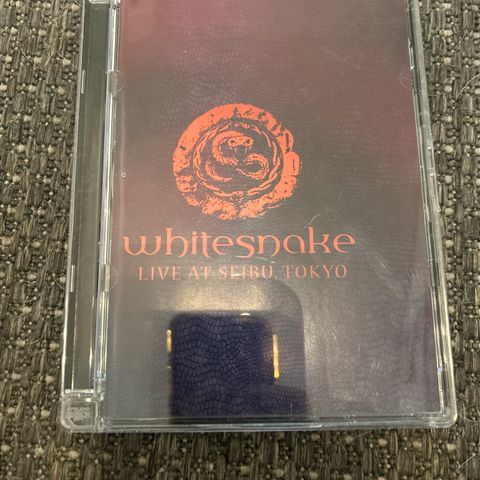 whitesnake
LIVE AT SEIBU, TOKYO